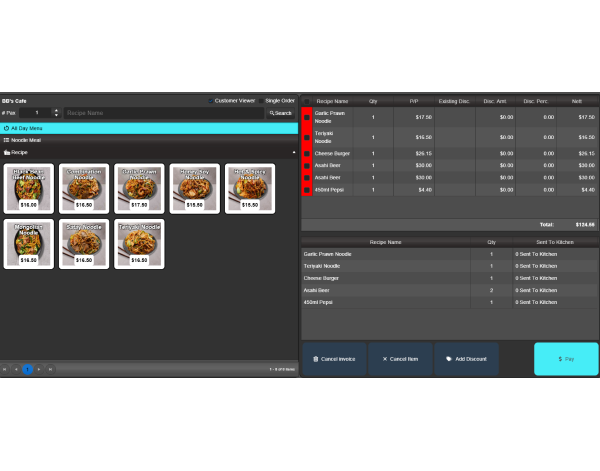 BB's Cafe
Customer Viewer
Single Order
# Pax
1
Recipe Name
Search
All Day Menu
Noodle Meal
Recipe
Black Bean Beef Noodle
$16.00
Combination Noodle
$16.50
Garlic Prawn Noodle
$17.50
Honey Soy Noodle
$15.50
Hot & Spicy Noodle
$15.50
Mongolian Noodle
$16.50
Satay Noodle
$16.50
Teriyaki Noodle
$16.50
1
1 - 8 of 8 items
Recipe Name Qty P/P Existing Disc. Disc. Amt. Disc. Perc. Nett
Garlic Prawn Noodle 1 $17.50 $0.00 0.00 $17.50
Teriyaki Noodle 1 $16.50 $0.00 0.00 $16.50
Cheese Burger 1 $26.15 $0.00 0.00 $26.15
Asahi Beer 1 $30.00 $0.00 0.00 $30.00
Asahi Beer 1 $30.00 $0.00 0.00 $30.00
450ml Pepsi 1 $4.40 $0.00 0.00 $4.40
Total: $124.55
Recipe Name Qty Sent To Kitchen
Garlic Prawn Noodle 1 0 Sent To Kitchen
Teriyaki Noodle 1 0 Sent To Kitchen
Cheese Burger 1 0 Sent To Kitchen
Asahi Beer 2 0 Sent To Kitchen
450ml Pepsi 1 0 Sent To Kitchen
Cancel Invoice
Cancel Item
Add Discount
$ Pay